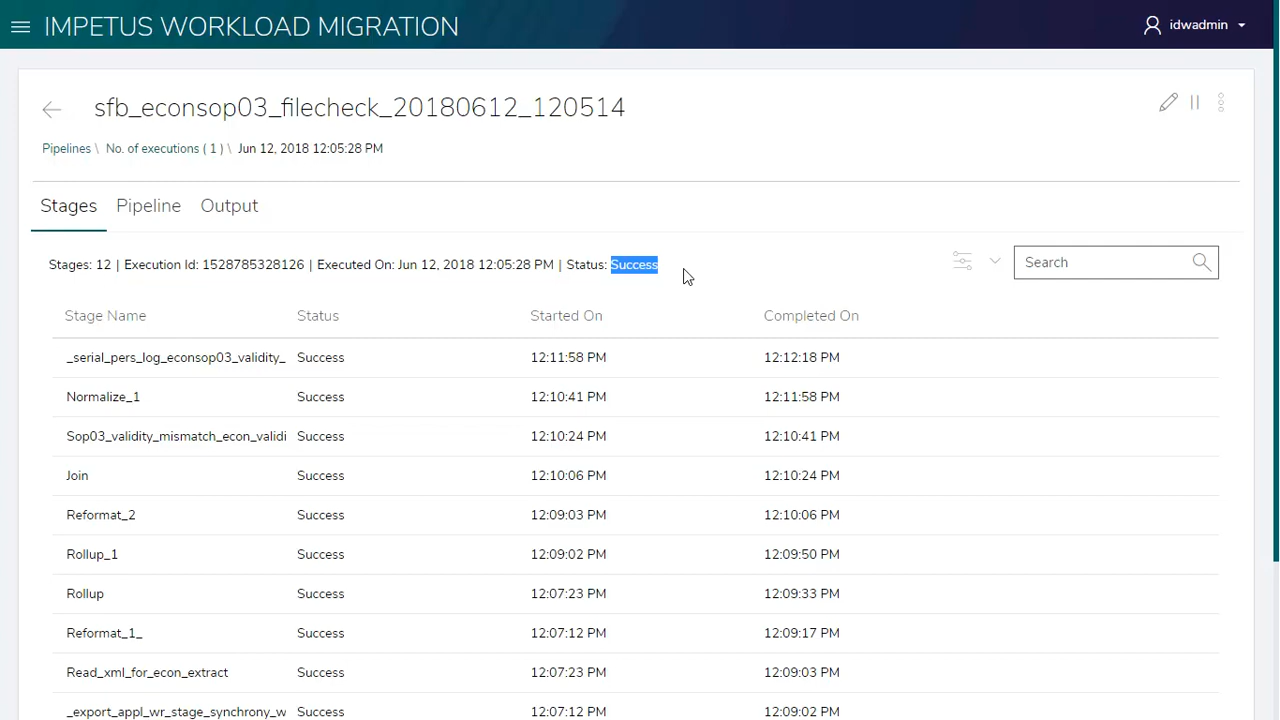 IMPETUS WORKLOAD MIGRATION
idwadmin
sfb_econsop03_filecheck_20180612_120514
Pipelines \ No. of executions ( 1 ) \ Jun 12, 2018 12:05:28 PM
Stages Pipeline Output
Stages: 12 | Execution Id: 1528785328126 | Executed On: Jun 12, 2018 12:05:28 PM | Status: Success
Search
Stage Name Status Started On Completed On
_serial_pers_log_econsop03_validity_ Success 12:11:58 PM 12:12:18 PM
Normalize_1 Success 12:10:41 PM 12:11:58 PM
Sop03_validity_mismatch_econ_validi Success 12:10:24 PM 12:10:41 PM
Join Success 12:10:06 PM 12:10:24 PM
Reformat_2 Success 12:09:03 PM 12:10:06 PM
Rollup_1 Success 12:09:02 PM 12:09:50 PM
Rollup Success 12:07:23 PM 12:09:33 PM
Reformat_1_ Success 12:07:12 PM 12:09:17 PM
Read_xml_for_econ_extract Success 12:07:23 PM 12:09:03 PM
_export_appl_wr_stage_synchrony_w Success 12:07:12 PM 12:09:02 PM